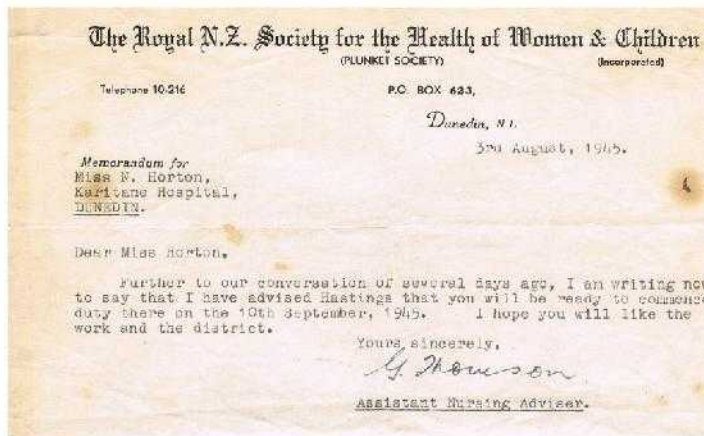 The Royal N.Z. Society for the Health of Women & Children
(PLUNKET SOCIETY)
(Incorporated)
Telephone 10-216
P.O. BOX 623,
Dunedin, N.Z.
3rd August, 1945.
Memorandum for
Miss N. Horton,
Karitane Hospital,
DUNEDIN.
Dear Miss Horton,
Further to our conversation of several days ago, I am writing now
to say that I have advised Hastings that you will be ready to commence
duty there on the 10th September, 1945. I hope you will like the
work and the district.
Yours sincerely,
G. Thomson
Assistant Nursing Adviser.